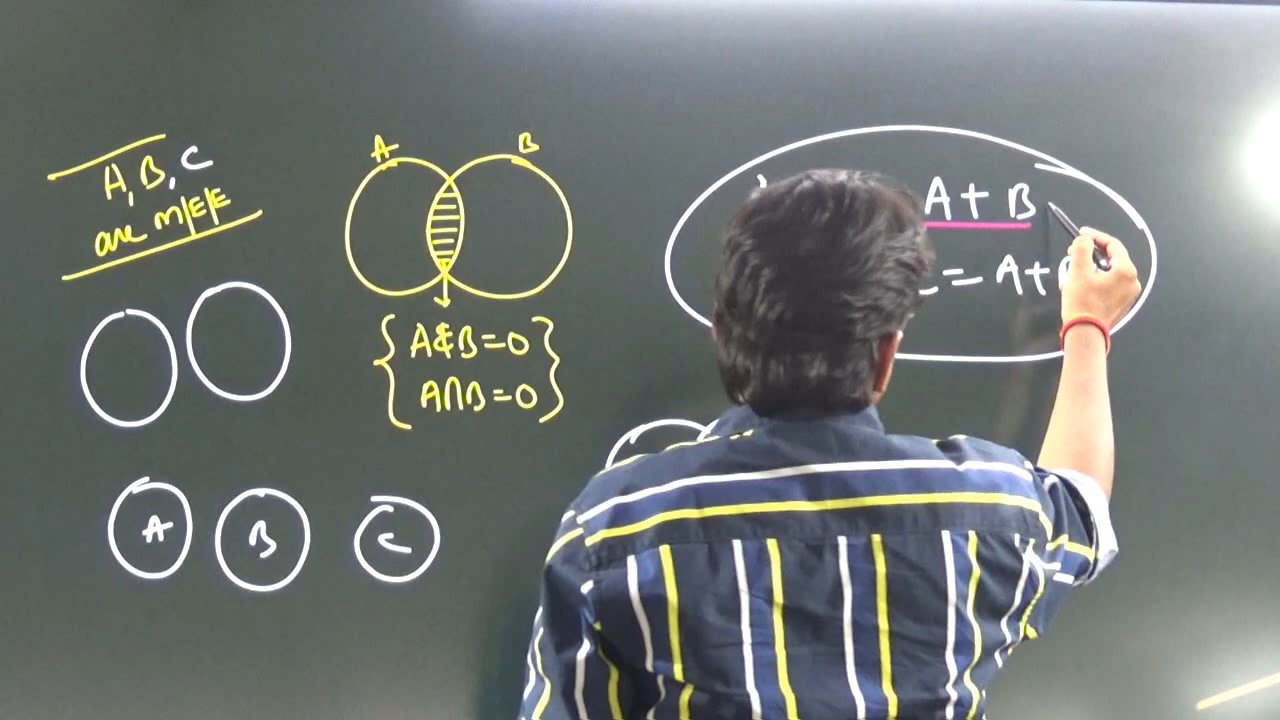 A, B, C
are M/E/E
A B
A & B = 0
A ∩ B = 0
A B C
A + B
= A +